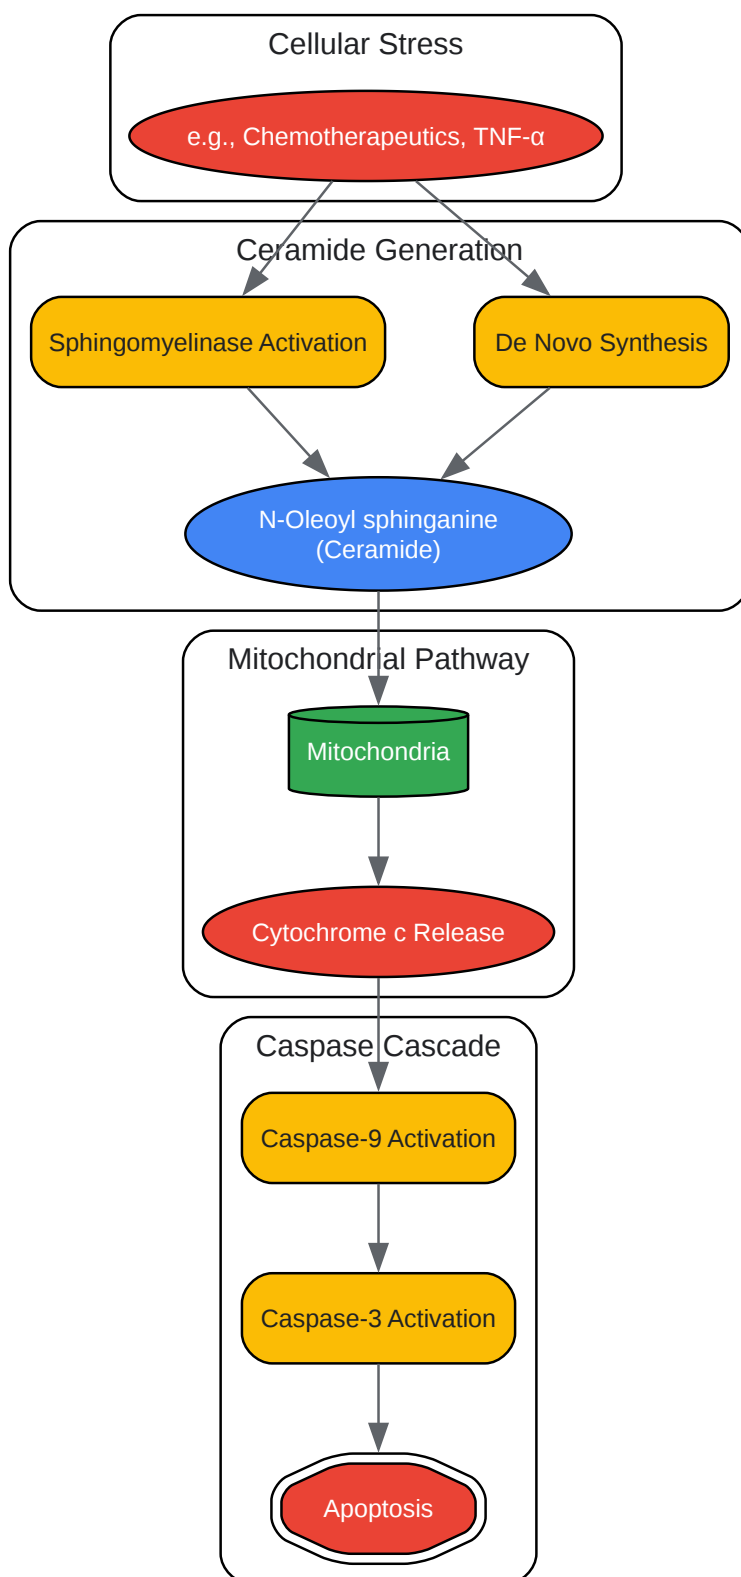 Cellular Stress
e.g., Chemotherapeutics, TNF-α
Ceramide Generation
Sphingomyelinase Activation
De Novo Synthesis
N-Oleoyl sphinganine
(Ceramide)
Mitochondrial Pathway
Mitochondria
Cytochrome c Release
Caspase Cascade
Caspase-9 Activation
Caspase-3 Activation
Apoptosis